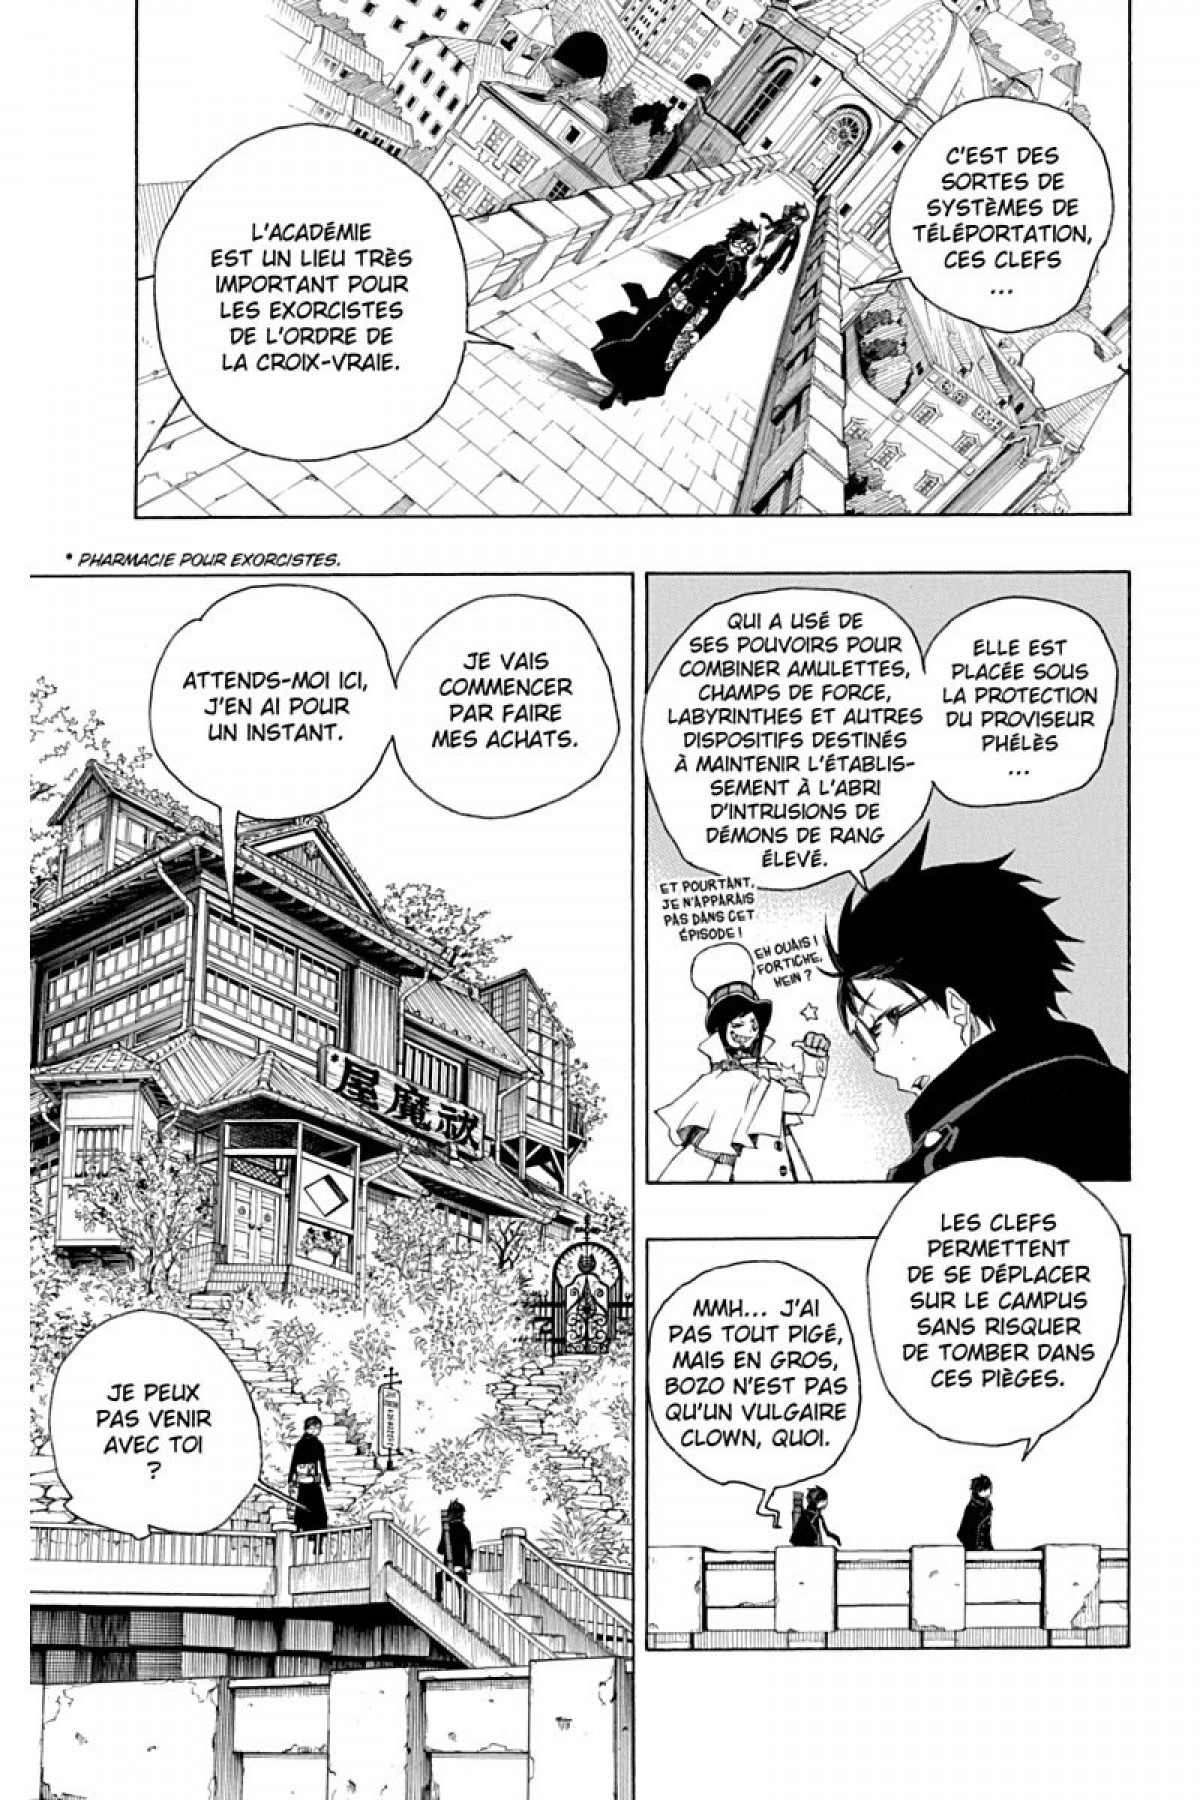 C'EST DES
SORTES DE
SYSTÈMES DE
TÉLÉPORTATION,
CES CLEFS
...
L'ACADÉMIE
EST UN LIEU TRÈS
IMPORTANT POUR
LES EXORCISTES
DE L'ORDRE DE
LA CROIX-VRAIE.
* PHARMACIE POUR EXORCISTES.
ELLE EST
PLACÉE SOUS
LA PROTECTION
DU PROVISEUR
PHÉLÈS
...
QUI A USÉ DE
SES POUVOIRS POUR
COMBINER AMULETTES,
CHAMPS DE FORCE,
LABYRINTHES ET AUTRES
DISPOSITIFS DESTINÉS
À MAINTENIR L'ÉTABLIS-
SEMENT À L'ABRI
D'INTRUSIONS DE
DÉMONS DE RANG
ÉLEVÉ.
ET POURTANT,
JE N'APPARAIS
PAS DANS CET
ÉPISODE !
EH OUAIS !
FORTICHE,
HEIN ?
LES CLEFS
PERMETTENT
DE SE DÉPLACER
SUR LE CAMPUS
SANS RISQUER
DE TOMBER DANS
CES PIÈGES.
MMH... J'AI
PAS TOUT PIGÉ,
MAIS EN GROS,
BOZO N'EST PAS
QU'UN VULGAIRE
CLOWN, QUOI.
JE VAIS
COMMENCER
PAR FAIRE
MES ACHATS.
ATTENDS-MOI ICI,
J'EN AI POUR
UN INSTANT.
* 屋魔祓
JE PEUX
PAS VENIR
AVEC TOI
?